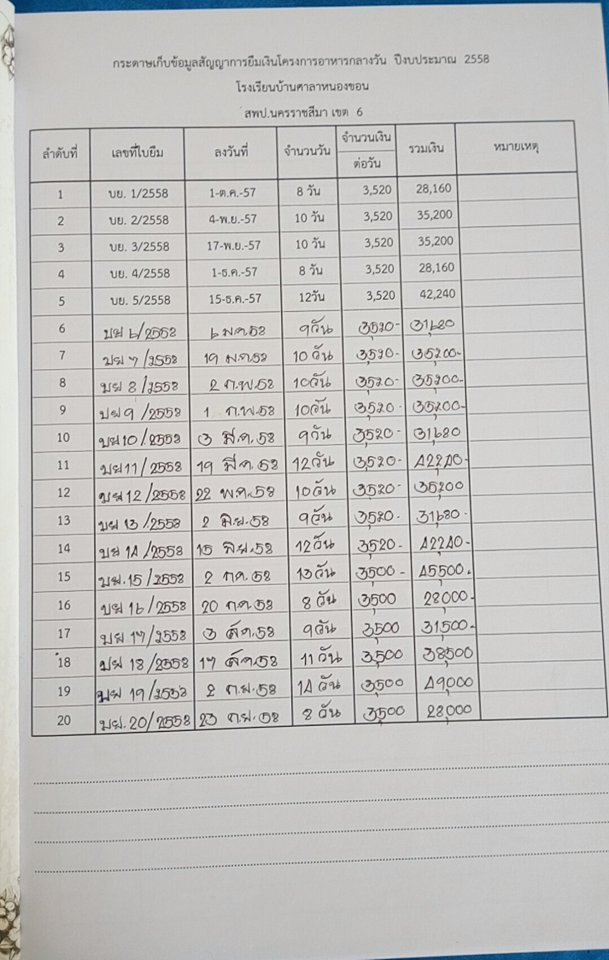 กระดาษเก็บข้อมูลสัญญาการยืมเงินโครงการอาหารกลางวัน ปีงบประมาณ 2558
โรงเรียนบ้านศาลาหนองขอน
สพป.นครราชสีมา เขต 6
ลำดับที่ เลขที่ใบยืม ลงวันที่ จำนวนวัน จำนวนเงิน ต่อวัน รวมเงิน หมายเหตุ
1 บย. 1/2558 1-ต.ค.-57 8 วัน 3,520 28,160
2 บย. 2/2558 4-พ.ย.-57 10 วัน 3,520 35,200
3 บย. 3/2558 17-พ.ย.-57 10 วัน 3,520 35,200
4 บย. 4/2558 1-ธ.ค.-57 8 วัน 3,520 28,160
5 บย. 5/2558 15-ธ.ค.-57 12วัน 3,520 42,240
6 บย 6/2558 6 ม.ค.58 9วัน 3,520- 31,680
7 บย 7/2558 19 ม.ค.58 10 วัน 3,520- 35,200-
8 บย 8/2558 2 ก.พ.58 10วัน 3,520- 35,200-
9 บย 9/2558 1 ก.พ.58 10วัน 3,520- 35,200-
10 บย 10/2558 3 มี.ค.58 9วัน 3,520- 31,680
11 บย 11/2558 19 มี.ค.58 12วัน 3,520- 42,240-
12 บย 12/2558 22 พ.ค.58 10วัน 3,520- 35,200
13 บย 13/2558 2 มิ.ย.58 9วัน 3,520- 31,680-
14 บย 14/2558 15 มิ.ย.58 12วัน 3,520- 42,240-
15 บย.15/2558 2 ก.ค.58 13วัน 3,500- 45,500-
16 บย 16/2558 20 ก.ค.58 8 วัน 3,500 28,000
17 บย 17/2558 3 ส.ค.58 9วัน 3,500 31,500-
18 บย 18/2558 17 ส.ค.58 11 วัน 3,500 38,500
19 บย 19/2558 2 ก.ย.58 14 วัน 3,500 49,000
20 บย.20/2558 23 ก.ย.58 8 วัน 3,500 28,000